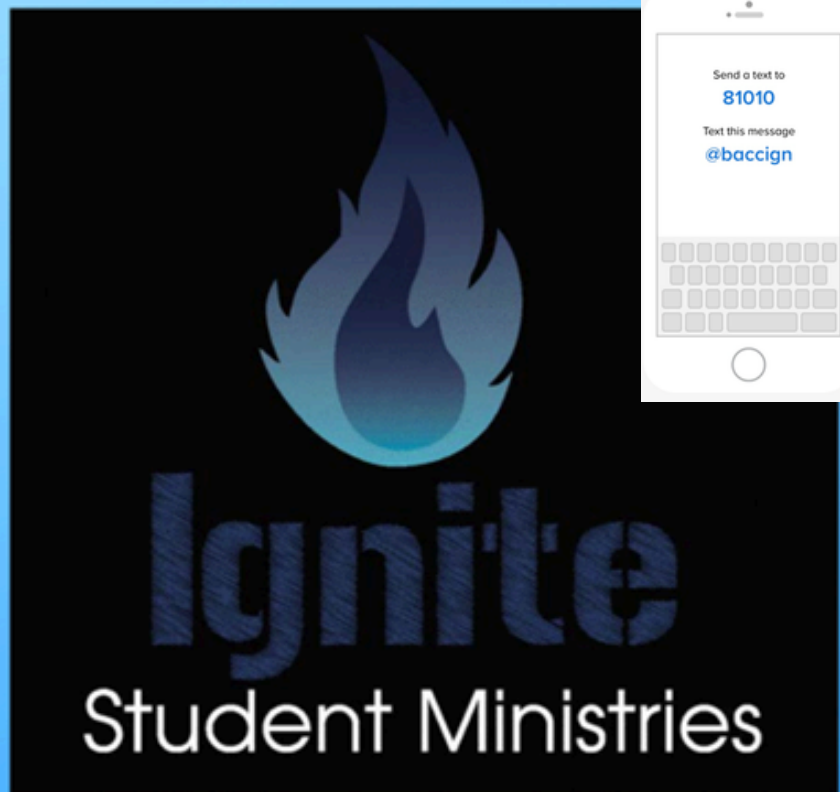 Send a text to
81010
Text this message
@baccign
Ignite
Student Ministries